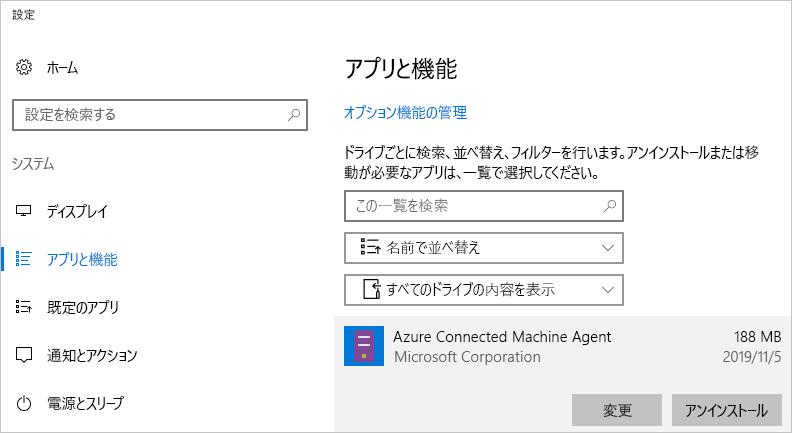 設定
ホーム
設定を検索する
システム
ディスプレイ
アプリと機能
既定のアプリ
通知とアクション
電源とスリープ
アプリと機能
オプション機能の管理
ドライブごとに検索、並べ替え、フィルターを行います。アンインストールまたは移
動が必要なアプリは、一覧で選択してください。
この一覧を検索
名前で並べ替え
すべてのドライブの内容を表示
Azure Connected Machine Agent 188 MB
Microsoft Corporation 2019/11/5
変更 アンインストール